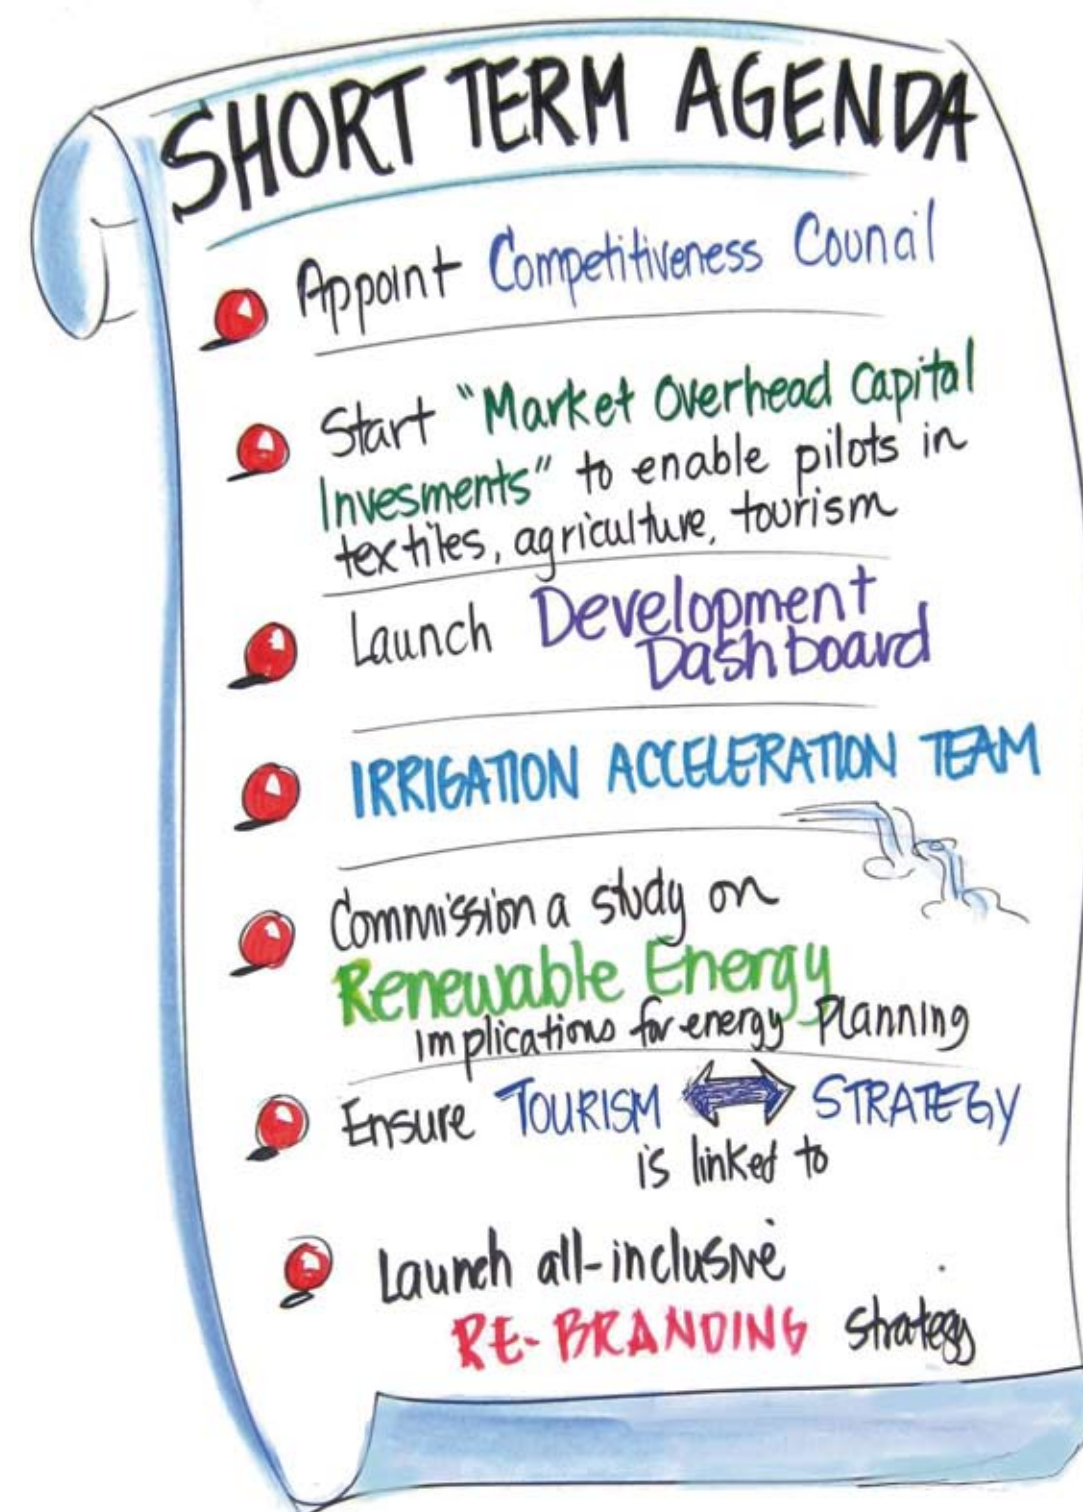 SHORT TERM AGENDA
Appoint Competitiveness Council
Start "Market Overhead Capital
Invesments" to enable pilots in
textiles, agriculture, tourism
Launch Development
Dashboard
IRRIGATION ACCELERATION TEAM
Commission a study on
Renewable Energy
implications for energy Planning
Ensure TOURISM STRATEGY
is linked to
Launch all-inclusive
RE-BRANDING strategy